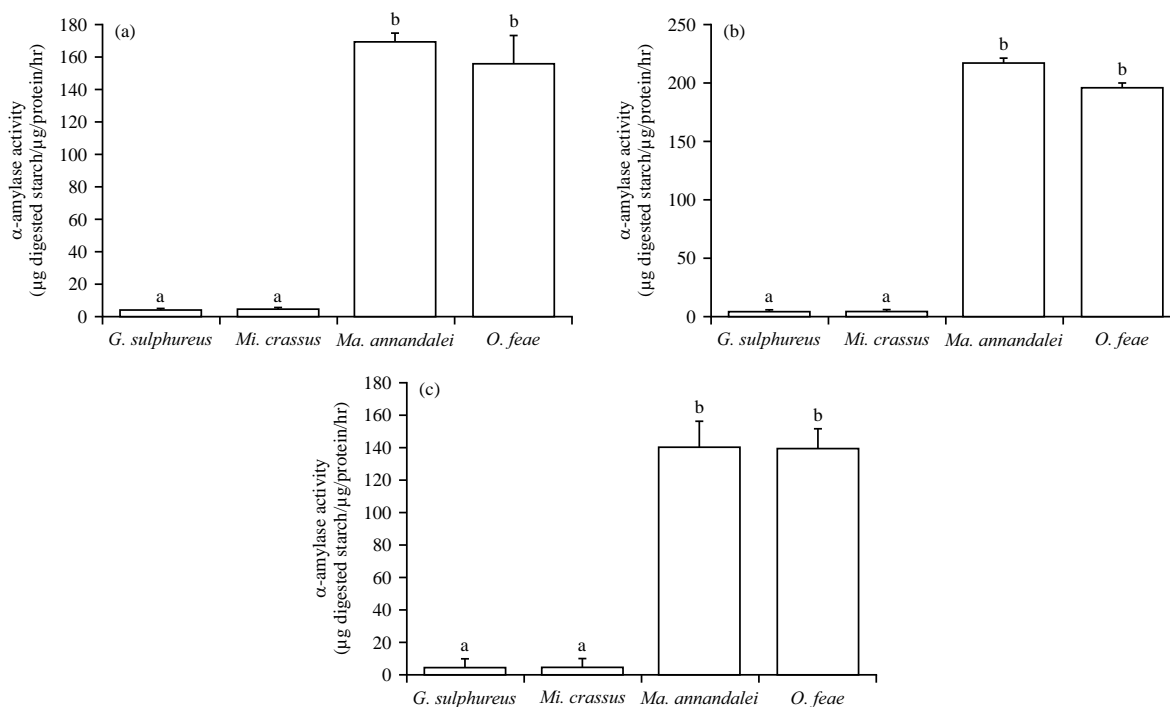 (a)
α-amylase activity
(µg digested starch/µg/protein/hr)
180
160
140
120
100
80
60
40
20
0
a
a
b
b
G. sulphureus
Mi. crassus
Ma. annandalei
O. feae
(b)
α-amylase activity
(µg digested starch/µg/protein/hr)
250
200
150
100
50
0
a
a
b
b
G. sulphureus
Mi. crassus
Ma. annandalei
O. feae
(c)
α-amylase activity
(µg digested starch/µg/protein/hr)
180
160
140
120
100
80
60
40
20
0
a
a
b
b
G. sulphureus
Mi. crassus
Ma. annandalei
O. feae